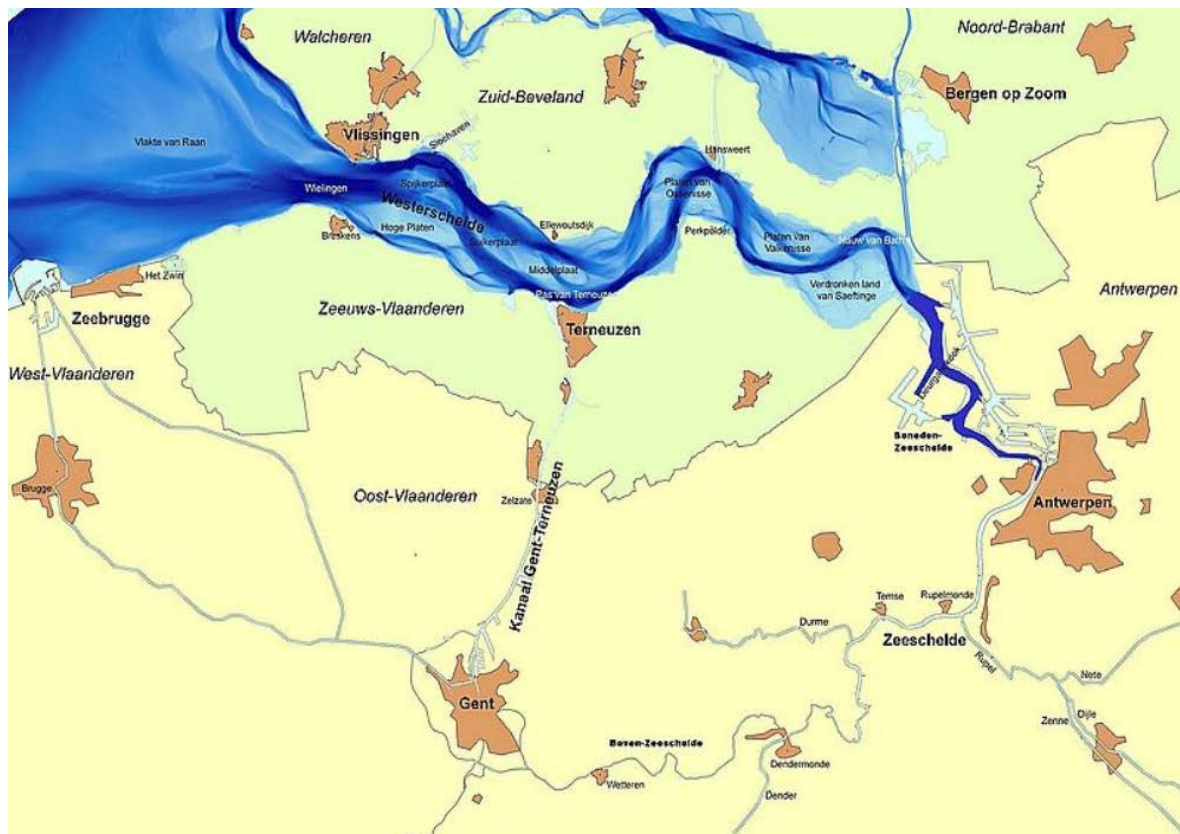 Walcheren
Noord-Brabant
Zuid-Beveland
Bergen op Zoom
Vlissingen
Sloehaven
Vlakte van Raan
Hansweert
Wielingen
Spijkerplaat
Platen van
Ossenisse
Westerschelde
Hoge Platen
Breskens
Ellewoutsdijk
Suikerplaat
Perkpolder
Platen van
Valkenisse
Nauw van Bath
Middelplaat
Het Zwin
Verdronken land
van Saeftinge
Pas van Terneuzen
Antwerpen
Zeeuws-Vlaanderen
Zeebrugge
Terneuzen
West-Vlaanderen
Deurganckdok
Beneden-
Zeeschelde
Brugge
Oost-Vlaanderen
Zelzate
Antwerpen
Kanaal Gent-Terneuzen
Temse
Rupelmonde
Durme
Zeeschelde
Rupel
Nete
Gent
Zenne
Dijle
Boven-Zeeschelde
Dendermonde
Wetteren
Dender